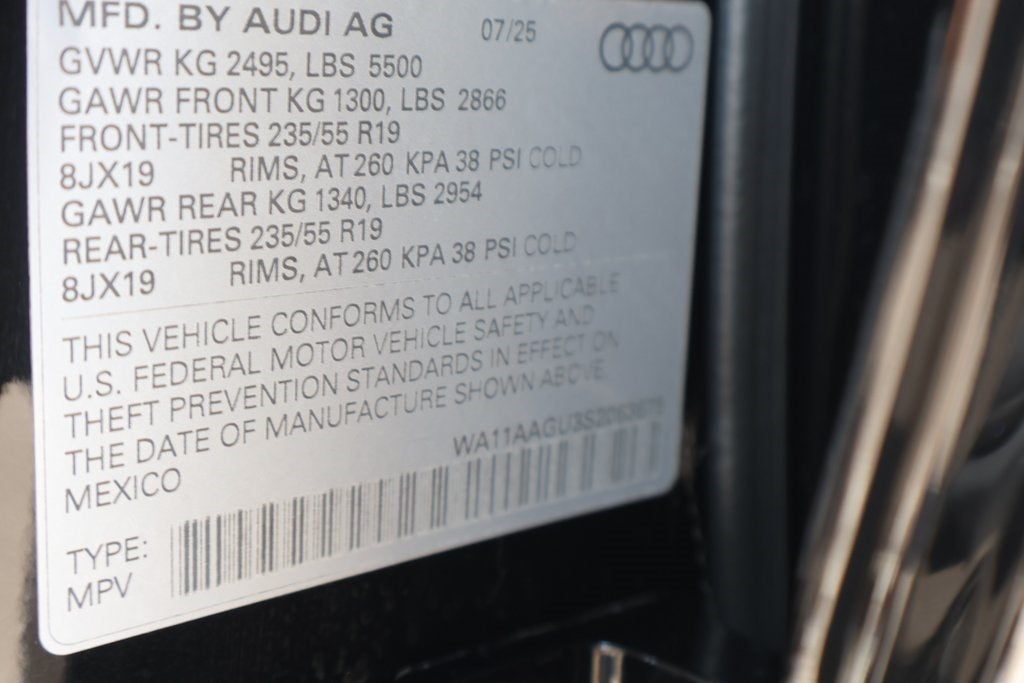 MFD. BY AUDI AG 07/25
GVWR KG 2495, LBS 5500
GAWR FRONT KG 1300, LBS 2866
FRONT-TIRES 235/55 R19
8JX19 RIMS, AT 260 KPA 38 PSI COLD
GAWR REAR KG 1340, LBS 2954
REAR-TIRES 235/55 R19
8JX19 RIMS, AT 260 KPA 38 PSI COLD
THIS VEHICLE CONFORMS TO ALL APPLICABLE
U.S. FEDERAL MOTOR VEHICLE SAFETY AND
THEFT PREVENTION STANDARDS IN EFFECT ON
THE DATE OF MANUFACTURE SHOWN ABOVE.
MEXICO
TYPE:
MPV